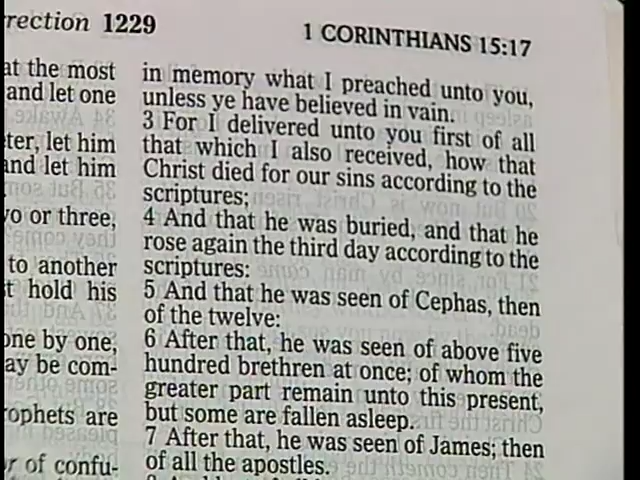 rection 1229
1 CORINTHIANS 15:17
at the most
and let one
eter, let him
and let him
vo or three,
to another
t hold his
one by one,
ay be com-
rophets are
r of confu-
in memory what I preached unto you,
unless ye have believed in vain.
3 For I delivered unto you first of all
that which I also received, how that
Christ died for our sins according to the
scriptures;
4 And that he was buried, and that he
rose again the third day according to the
scriptures:
5 And that he was seen of Cephas, then
of the twelve:
6 After that, he was seen of above five
hundred brethren at once; of whom the
greater part remain unto this present,
but some are fallen asleep.
7 After that, he was seen of James; then
of all the apostles.